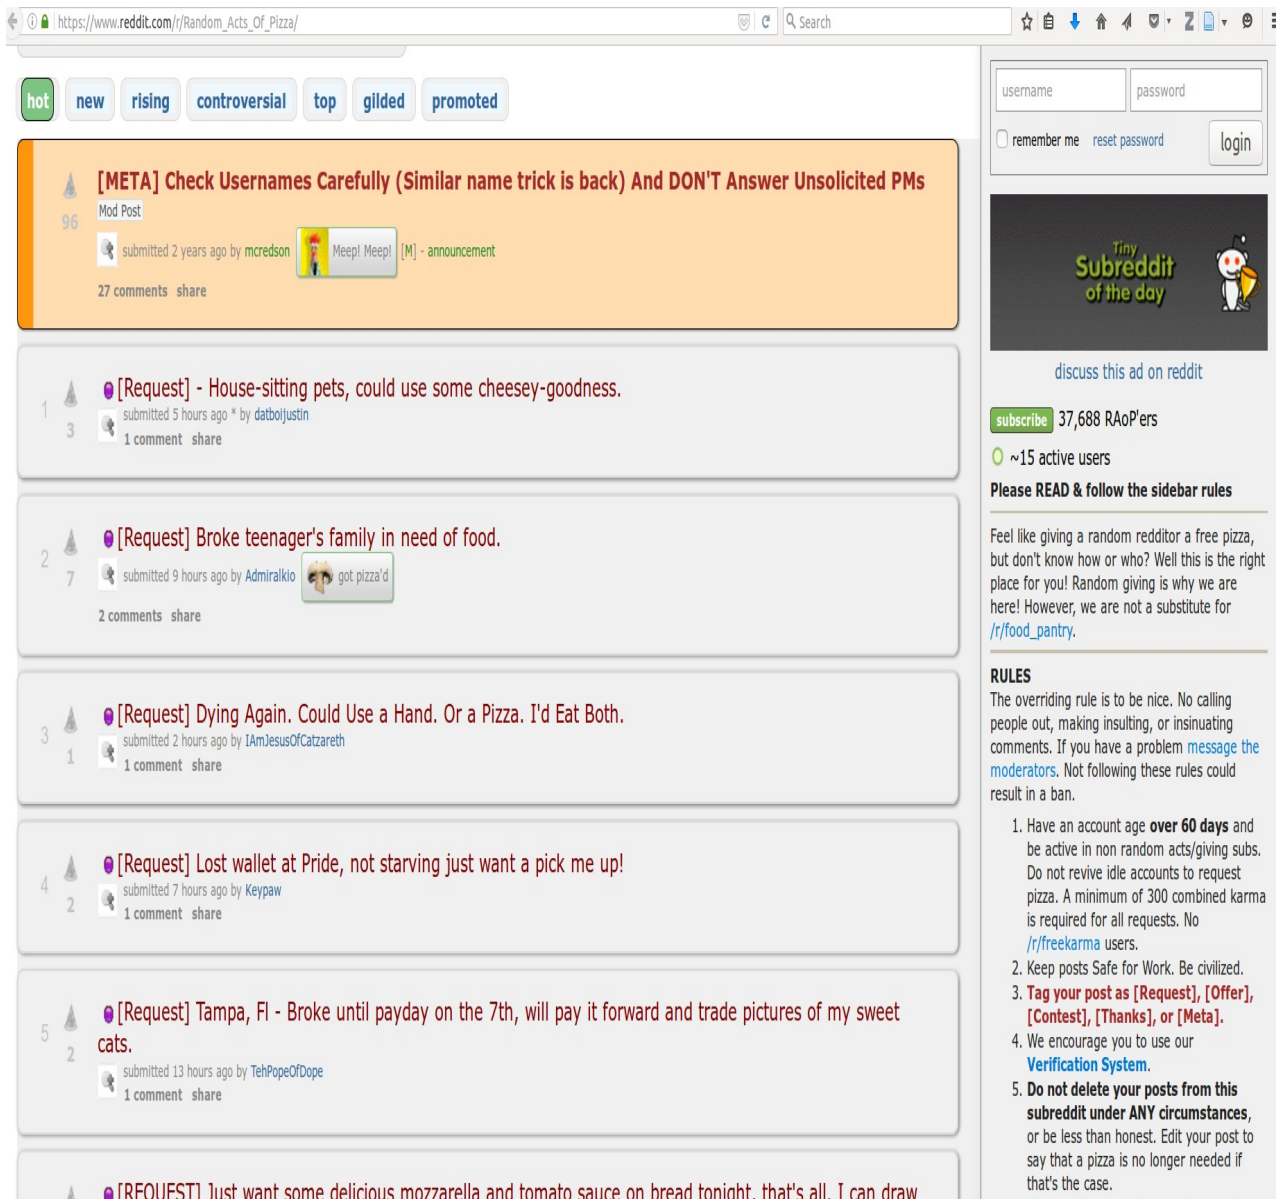 https://www.reddit.com/r/Random_Acts_Of_Pizza/
Search
hot new rising controversial top gilded promoted
[META] Check Usernames Carefully (Similar name trick is back) And DON'T Answer Unsolicited PMs
Mod Post
96
submitted 2 years ago by mcredson Meep! Meep! [M] - announcement
27 comments share
1
[Request] - House-sitting pets, could use some cheesey-goodness.
3
submitted 5 hours ago * by datboijustin
1 comment share
2
[Request] Broke teenager's family in need of food.
7
submitted 9 hours ago by Admiralkio got pizza'd
2 comments share
3
[Request] Dying Again. Could Use a Hand. Or a Pizza. I'd Eat Both.
1
submitted 2 hours ago by IAmJesusOfCatzareth
1 comment share
4
[Request] Lost wallet at Pride, not starving just want a pick me up!
2
submitted 7 hours ago by Keypaw
1 comment share
5
[Request] Tampa, Fl - Broke until payday on the 7th, will pay it forward and trade pictures of my sweet
cats.
2
submitted 13 hours ago by TehPopeOfDope
1 comment share
[REQUEST] Just want some delicious mozzarella and tomato sauce on bread tonight, that's all. I can draw
username password
remember me reset password login
Tiny
Subreddit
of the day
discuss this ad on reddit
subscribe 37,688 RAoP'ers
~15 active users
Please READ & follow the sidebar rules
Feel like giving a random redditor a free pizza,
but don't know how or who? Well this is the right
place for you! Random giving is why we are
here! However, we are not a substitute for
/r/food_pantry.
RULES
The overriding rule is to be nice. No calling
people out, making insulting, or insinuating
comments. If you have a problem message the
moderators. Not following these rules could
result in a ban.
1. Have an account age over 60 days and
be active in non random acts/giving subs.
Do not revive idle accounts to request
pizza. A minimum of 300 combined karma
is required for all requests. No
/r/freekarma users.
2. Keep posts Safe for Work. Be civilized.
3. Tag your post as [Request], [Offer],
[Contest], [Thanks], or [Meta].
4. We encourage you to use our
Verification System.
5. Do not delete your posts from this
subreddit under ANY circumstances,
or be less than honest. Edit your post to
say that a pizza is no longer needed if
that's the case.